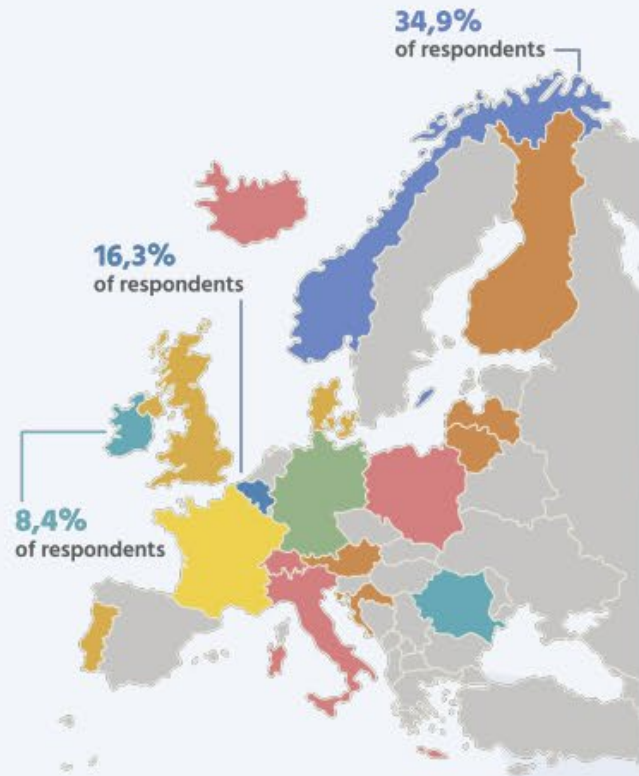 34,9%
of respondents
16,3%
of respondents
8,4%
of respondents